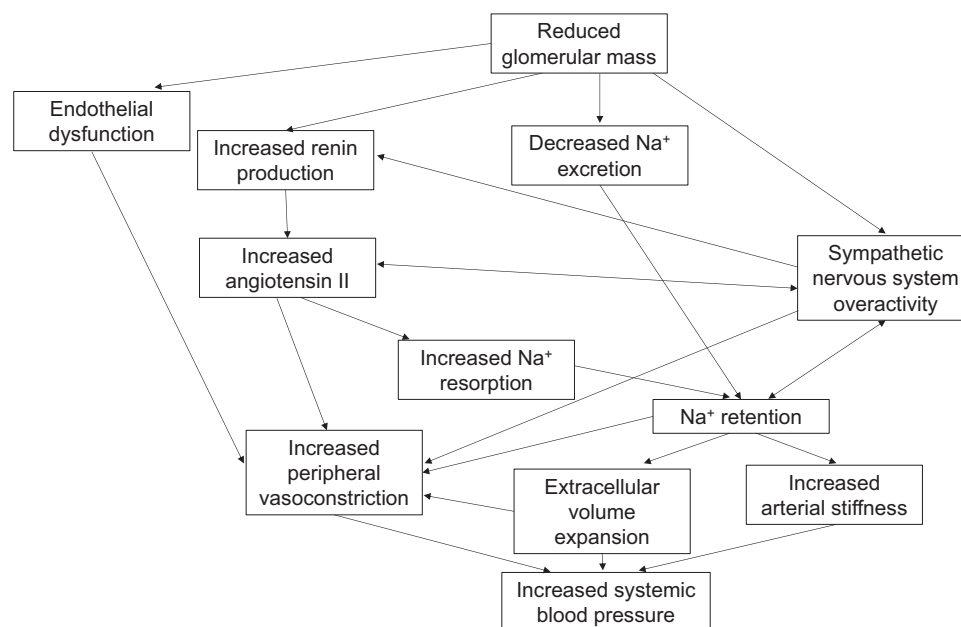 Reduced
glomerular mass
Endothelial
dysfunction
Increased renin
production
Decreased Na⁺
excretion
Increased
angiotensin II
Sympathetic
nervous system
overactivity
Increased Na⁺
resorption
Na⁺ retention
Increased
peripheral
vasoconstriction
Extracellular
volume
expansion
Increased
arterial stiffness
Increased systemic
blood pressure